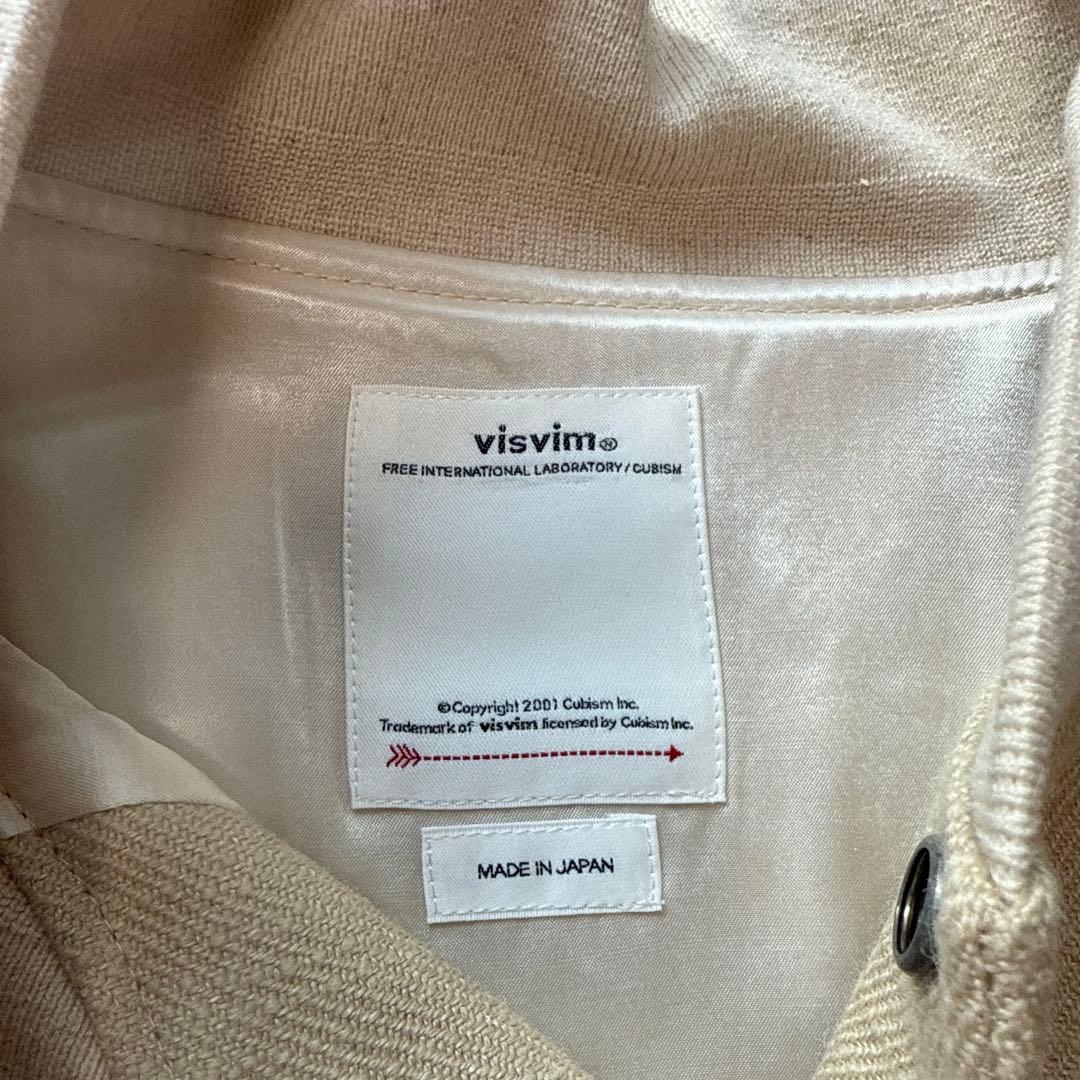 visvim®
FREE INTERNATIONAL LABORATORY / CUBISM
©Copyright 2001 Cubism Inc.
Trademark of visvim licensed by Cubism Inc.
MADE IN JAPAN